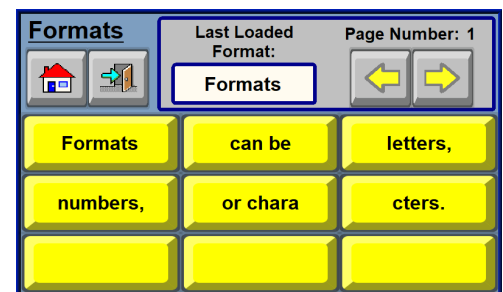 Formats
Last Loaded
Format:
Formats
Page Number: 1
Formats
can be
letters,
numbers,
or chara
cters.